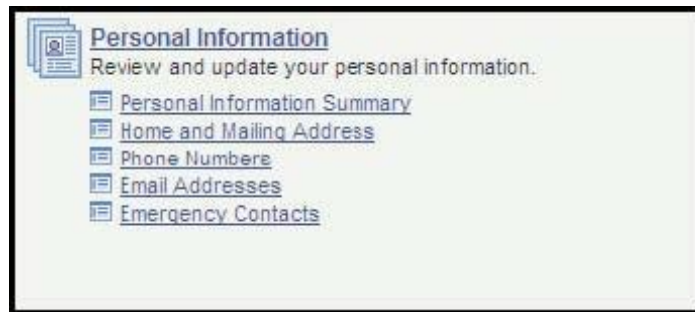 Personal Information
Review and update your personal information.
Personal Information Summary
Home and Mailing Address
Phone Numbers
Email Addresses
Emergency Contacts